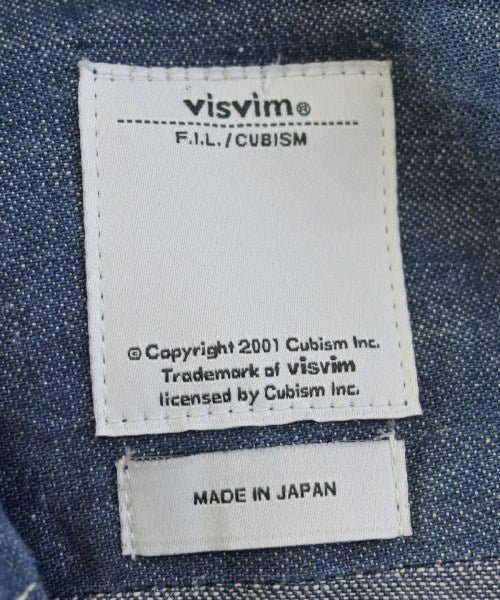 visvim®
F.I.L./CUBISM
© Copyright 2001 Cubism Inc.
Trademark of visvim
licensed by Cubism Inc.
MADE IN JAPAN